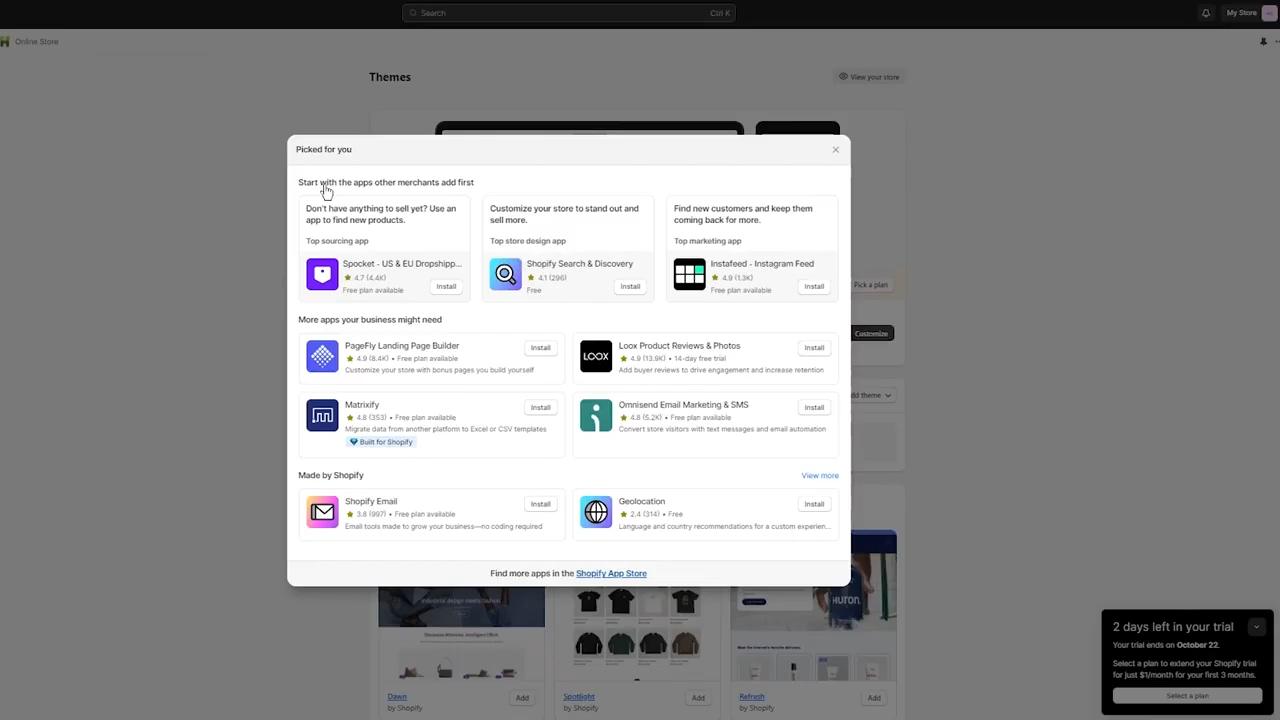 Search
Ctrl K
My Store
Online Store
Themes
View your store
Picked for you
Start with the apps other merchants add first
Don't have anything to sell yet? Use an
app to find new products.
Top sourcing app
Spocket - US & EU Dropshipp...
4.7 (4.4K)
Free plan available
Install
Customize your store to stand out and
sell more.
Top store design app
Shopify Search & Discovery
4.1 (296)
Free
Install
Find new customers and keep them
coming back for more.
Top marketing app
Instafeed - Instagram Feed
4.9 (1.3K)
Free plan available
Install
Pick a plan
More apps your business might need
Customize
PageFly Landing Page Builder
4.9 (8.4K) • Free plan available
Customize your store with bonus pages you build yourself
Install
LOOX
Loox Product Reviews & Photos
4.9 (13.9K) • 14-day free trial
Add buyer reviews to drive engagement and increase retention
Install
dd theme
Matrixify
4.8 (353) • Free plan available
Migrate data from another platform to Excel or CSV templates
Built for Shopify
Install
Omnisend Email Marketing & SMS
4.8 (5.2K) • Free plan available
Convert store visitors with text messages and email automation
Install
Made by Shopify
View more
Shopify Email
3.8 (997) • Free plan available
Email tools made to grow your business—no coding required
Install
Geolocation
2.4 (314) • Free
Language and country recommendations for a custom experien...
Install
Find more apps in the Shopify App Store
Industrial design meets fashion
HURON.
2 days left in your trial
Your trial ends on October 22.
Select a plan to extend your Shopify trial
for just $1/month for your first 3 months.
Select a plan
Dawn
by Shopify
Add
Spotlight
by Shopify
Add
Refresh
by Shopify
Add